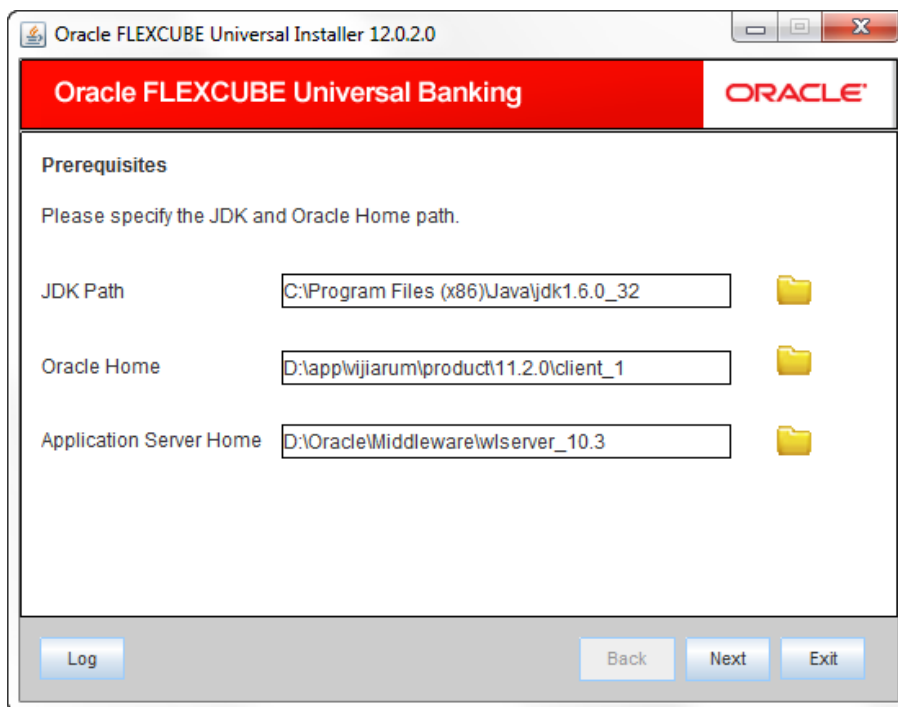 Oracle FLEXCUBE Universal Installer 12.0.2.0
Oracle FLEXCUBE Universal Banking
ORACLE
Prerequisites
Please specify the JDK and Oracle Home path.
JDK Path
C:\Program Files (x86)\Java\jdk1.6.0_32
Oracle Home
D:\app\vijiarum\product\11.2.0\client_1
Application Server Home
D:\Oracle\Middleware\wlserver_10.3
Log
Back
Next
Exit